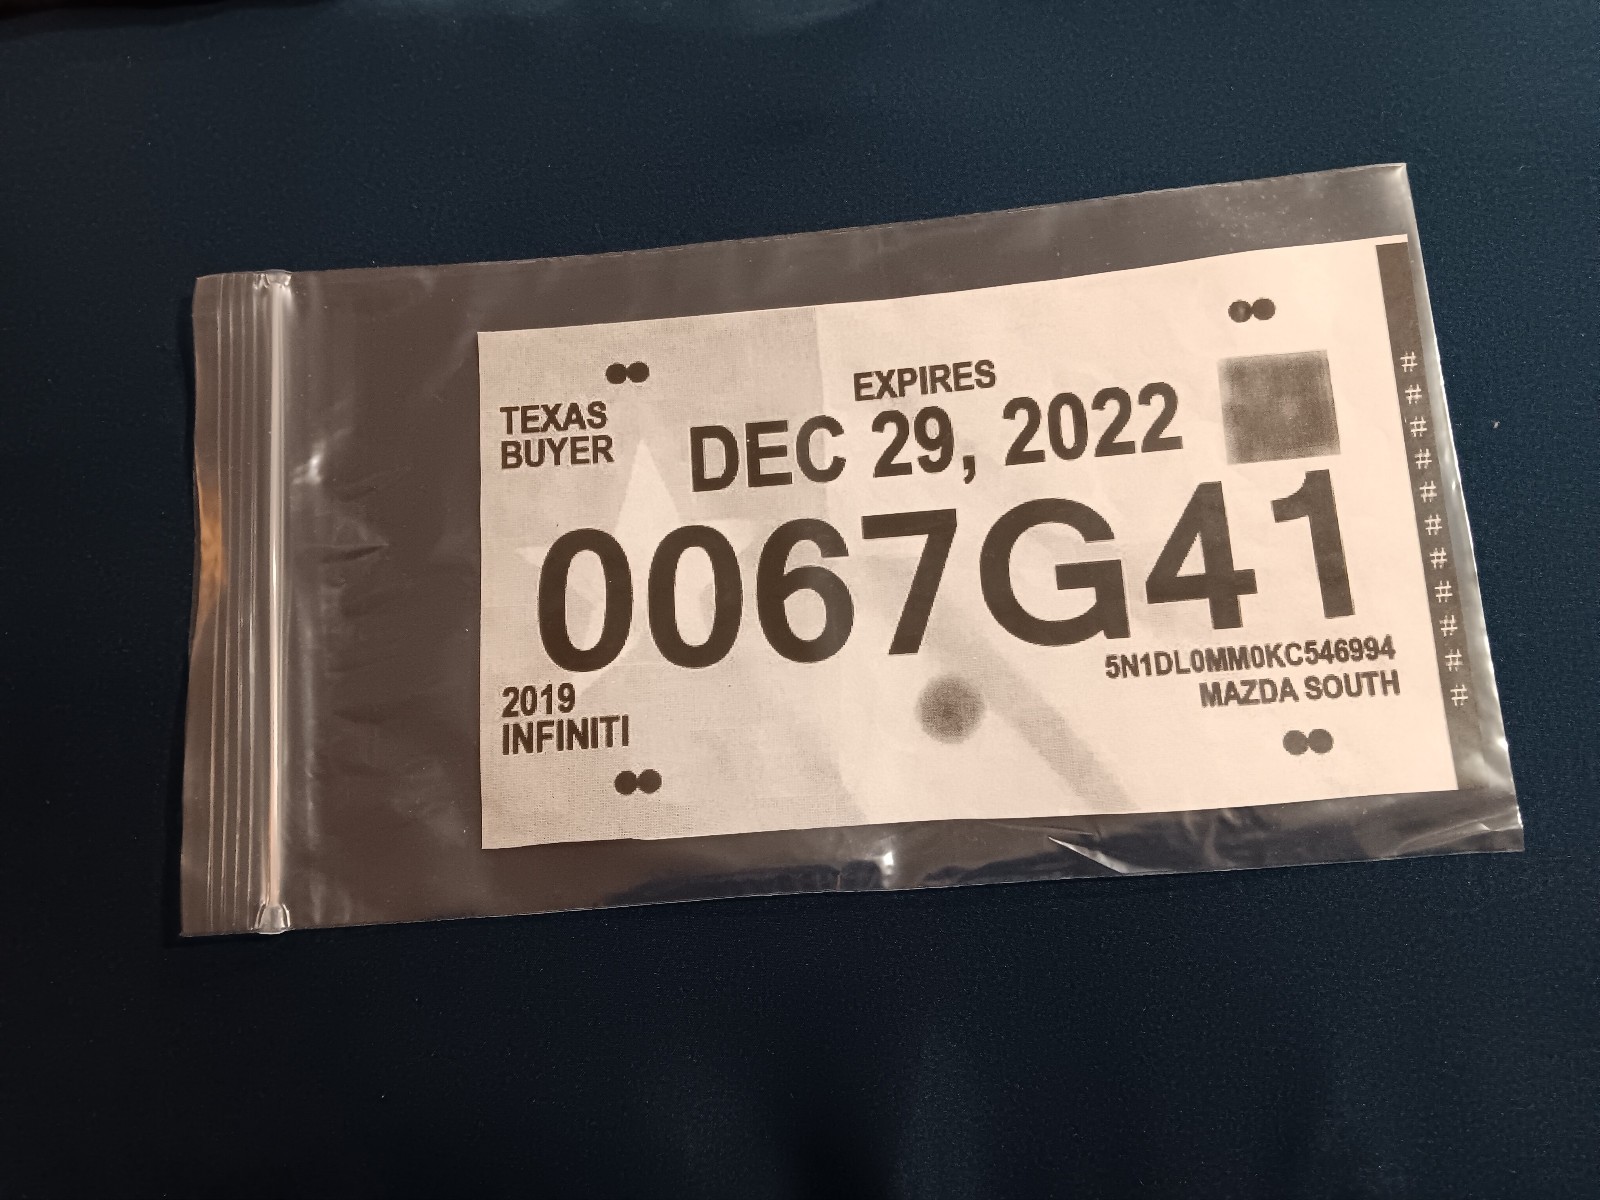 TEXAS
BUYER
EXPIRES
DEC 29, 2022
0067G41
5N1DL0MM0KC546994
MAZDA SOUTH
2019
INFINITI
###########